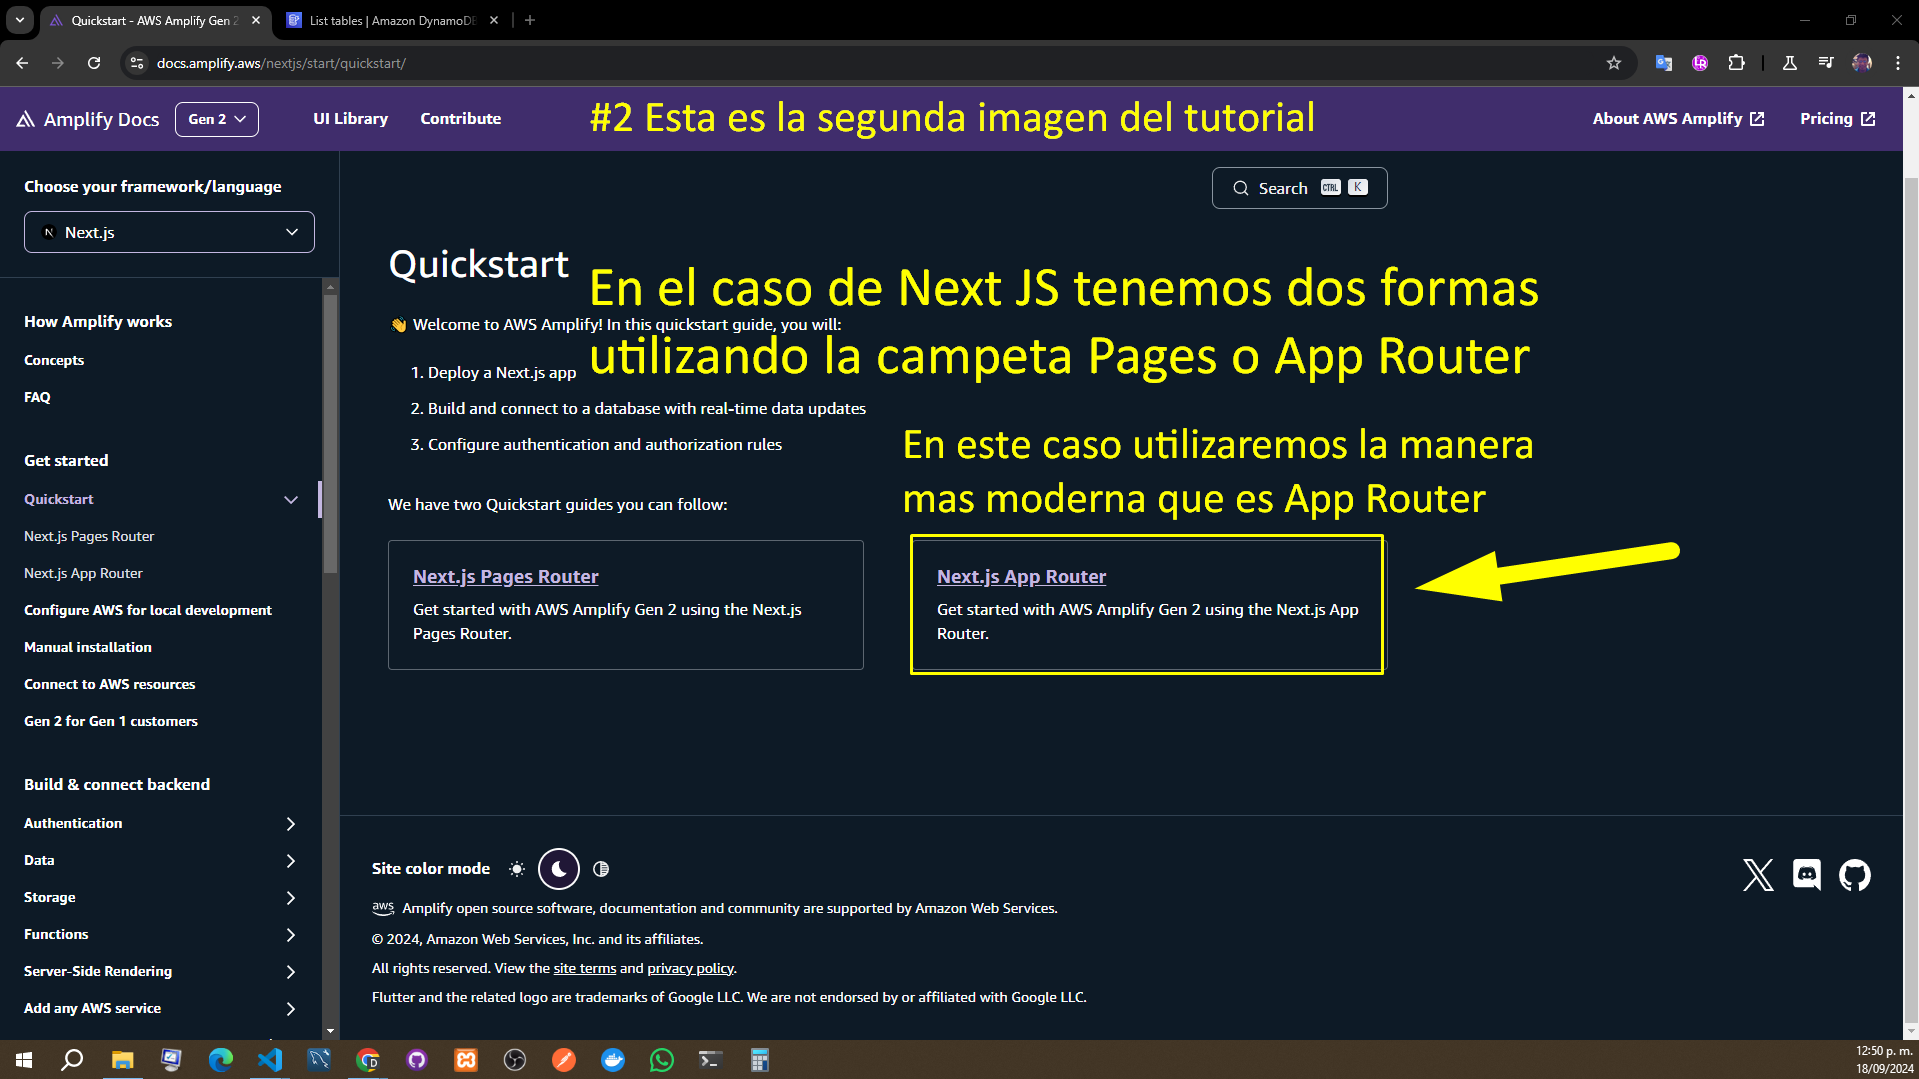 Quickstart - AWS Amplify Gen 2
List tables | Amazon DynamoDB
docs.amplify.aws/nextjs/start/quickstart/
Amplify Docs
Gen 2
UI Library
Contribute
#2 Esta es la segunda imagen del tutorial
About AWS Amplify
Pricing
Choose your framework/language
Next.js
Search CTRL K
Quickstart
En el caso de Next JS tenemos dos formas
utilizando la campeta Pages o App Router
👋 Welcome to AWS Amplify! In this quickstart guide, you will:
1. Deploy a Next.js app
2. Build and connect to a database with real-time data updates
3. Configure authentication and authorization rules
En este caso utilizaremos la manera
mas moderna que es App Router
We have two Quickstart guides you can follow:
Next.js Pages Router
Get started with AWS Amplify Gen 2 using the Next.js
Pages Router.
Next.js App Router
Get started with AWS Amplify Gen 2 using the Next.js App
Router.
How Amplify works
Concepts
FAQ
Get started
Quickstart
Next.js Pages Router
Next.js App Router
Configure AWS for local development
Manual installation
Connect to AWS resources
Gen 2 for Gen 1 customers
Build & connect backend
Authentication
Data
Storage
Functions
Server-Side Rendering
Add any AWS service
Site color mode
aws Amplify open source software, documentation and community are supported by Amazon Web Services.
© 2024, Amazon Web Services, Inc. and its affiliates.
All rights reserved. View the site terms and privacy policy.
Flutter and the related logo are trademarks of Google LLC. We are not endorsed by or affiliated with Google LLC.
12:50 p. m.
18/09/2024